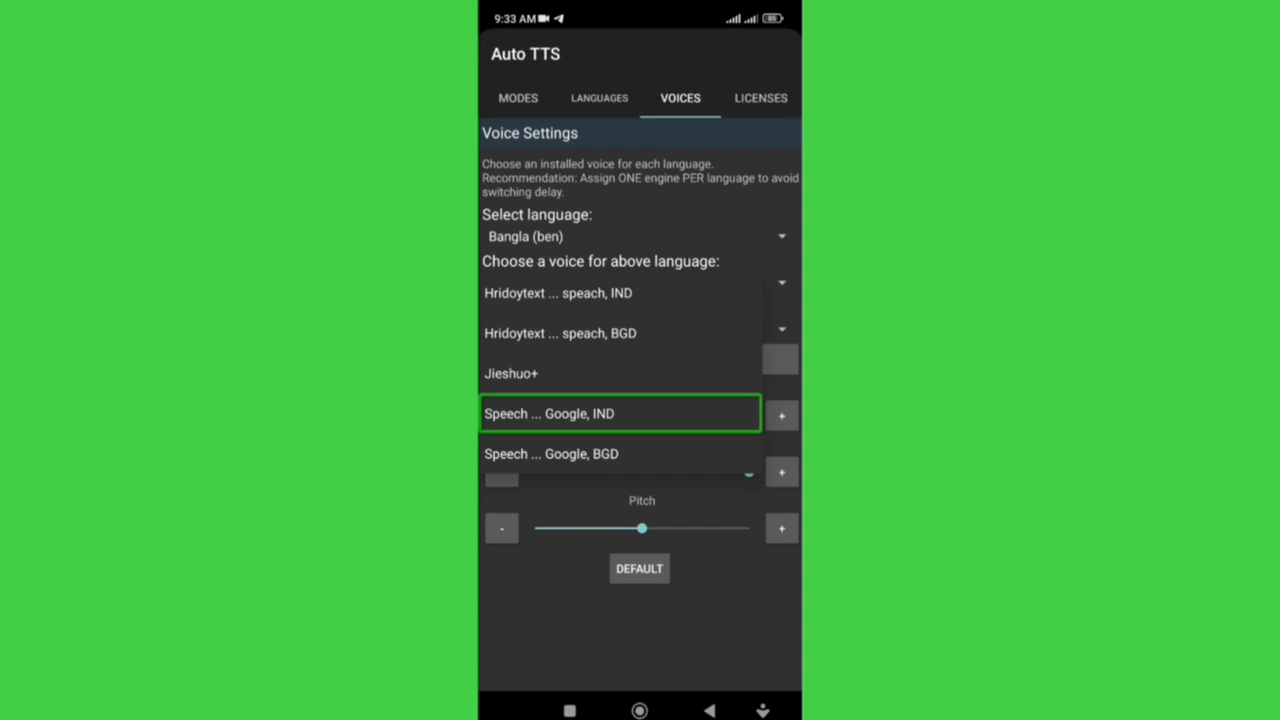 9:33 AM
85
Auto TTS
MODES LANGUAGES VOICES LICENSES
Voice Settings
Choose an installed voice for each language.
Recommendation: Assign ONE engine PER language to avoid
switching delay.
Select language:
Bangla (ben)
Choose a voice for above language:
Hridoytext ... speach, IND
Hridoytext ... speach, BGD
Jieshuo+
Speech ... Google, IND
+
Speech ... Google, BGD
+
Pitch
- +
DEFAULT